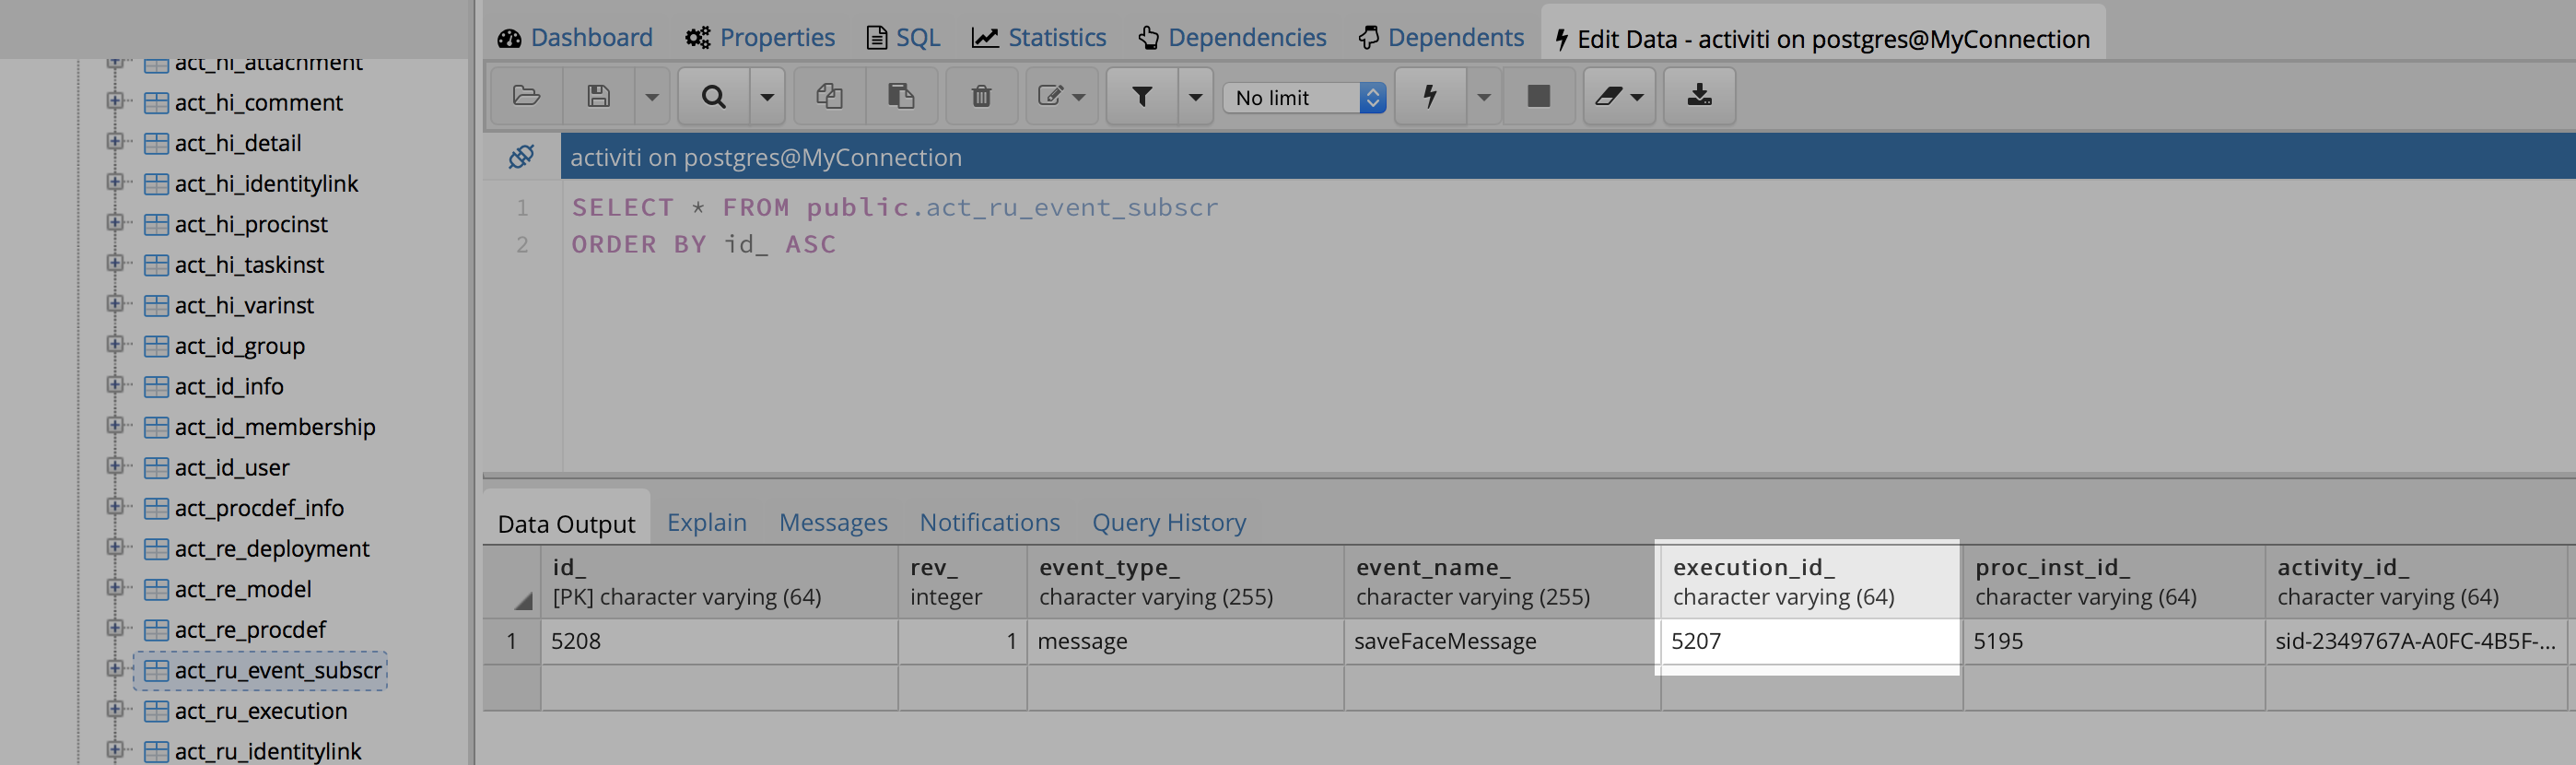 Dashboard Properties SQL Statistics Dependencies Dependents Edit Data - activiti on postgres@MyConnection
No limit
activiti on postgres@MyConnection
1 SELECT * FROM public.act_ru_event_subscr
2 ORDER BY id_ ASC
act_hi_attachment
act_hi_comment
act_hi_detail
act_hi_identitylink
act_hi_procinst
act_hi_taskinst
act_hi_varinst
act_id_group
act_id_info
act_id_membership
act_id_user
act_procdef_info
act_re_deployment
act_re_model
act_re_procdef
act_ru_event_subscr
act_ru_execution
act_ru_identitylink
Data Output Explain Messages Notifications Query History
id_ rev_ event_type_ event_name_ execution_id_ proc_inst_id_ activity_id_
[PK] character varying (64) integer character varying (255) character varying (255) character varying (64) character varying (64) character varying (64)
1 5208 1 message saveFaceMessage 5207 5195 sid-2349767A-A0FC-4B5F-...